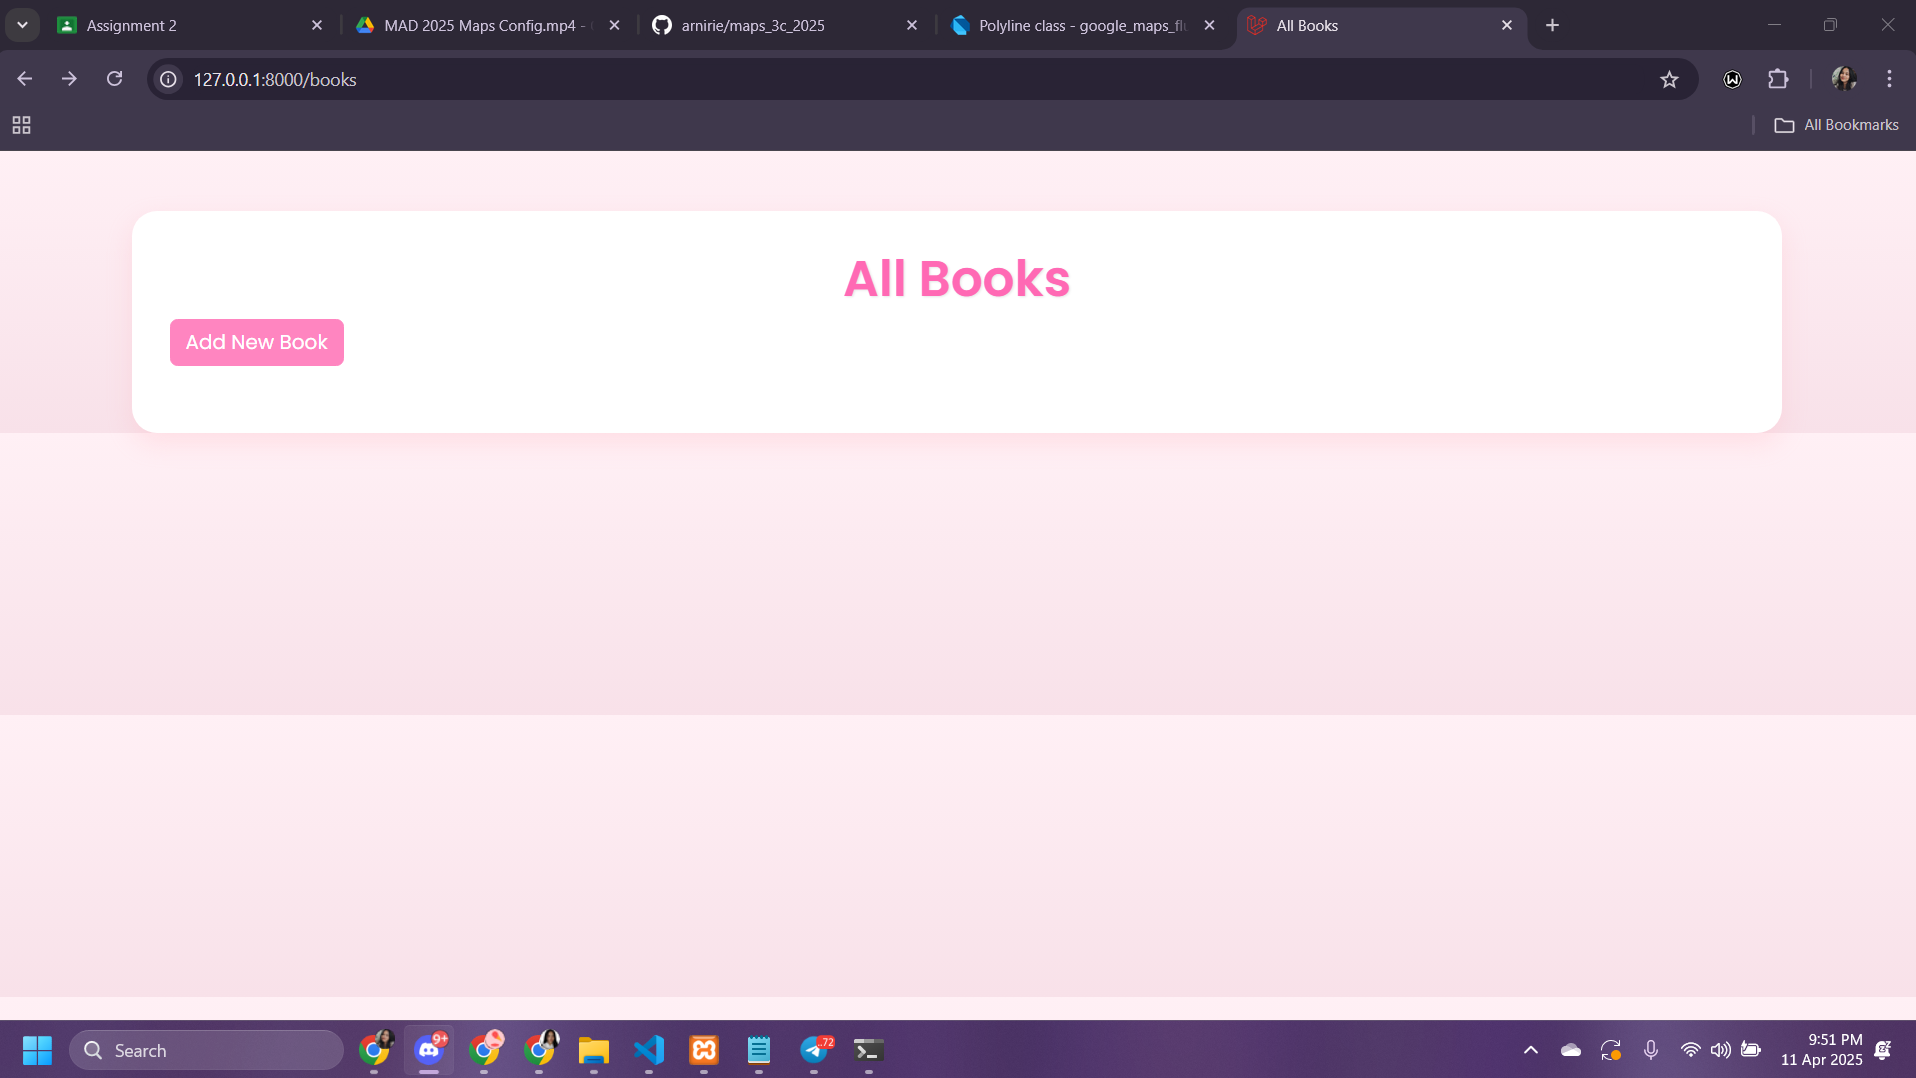 Assignment 2
MAD 2025 Maps Config.mp4 -
arnirie/maps_3c_2025
Polyline class - google_maps_flu
All Books
127.0.0.1:8000/books
All Bookmarks
All Books
Add New Book
Search
9+
..72
9:51 PM
11 Apr 2025